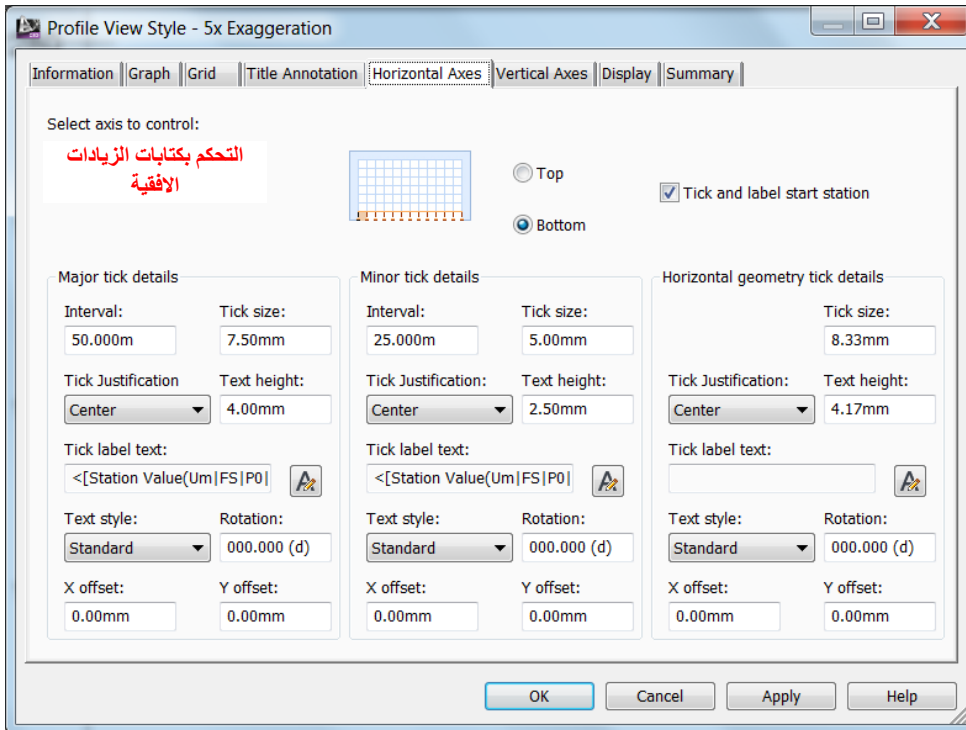 Profile View Style - 5x Exaggeration
Information Graph Grid Title Annotation Horizontal Axes Vertical Axes Display Summary
Select axis to control:
التحكم بكتابات الزيادات
الافقية
Top
Bottom
Tick and label start station
Major tick details
Interval: Tick size:
50.000m 7.50mm
Tick Justification Text height:
Center 4.00mm
Tick label text:
<[Station Value(Um|FS|P0|
Text style: Rotation:
Standard 000.000 (d)
X offset: Y offset:
0.00mm 0.00mm
Minor tick details
Interval: Tick size:
25.000m 5.00mm
Tick Justification: Text height:
Center 2.50mm
Tick label text:
<[Station Value(Um|FS|P0|
Text style: Rotation:
Standard 000.000 (d)
X offset: Y offset:
0.00mm 0.00mm
Horizontal geometry tick details
Tick size:
8.33mm
Tick Justification: Text height:
Center 4.17mm
Tick label text:
Text style: Rotation:
Standard 000.000 (d)
X offset: Y offset:
0.00mm 0.00mm
OK Cancel Apply Help